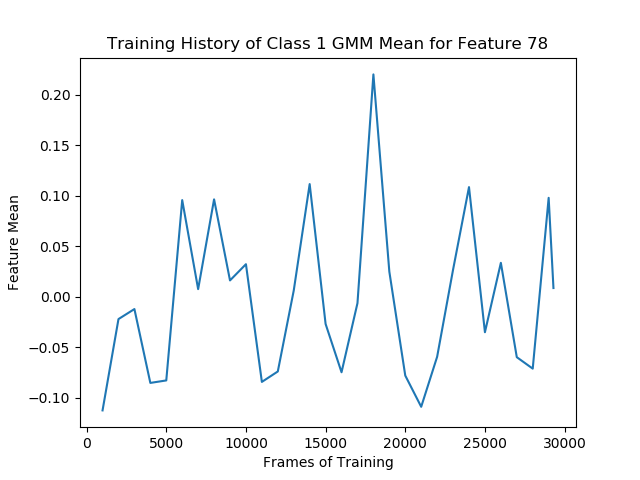 Training History of Class 1 GMM Mean for Feature 78
0.20
0.15
0.10
0.05
0.00
−0.05
−0.10
Feature Mean
0 5000 10000 15000 20000 25000 30000
Frames of Training